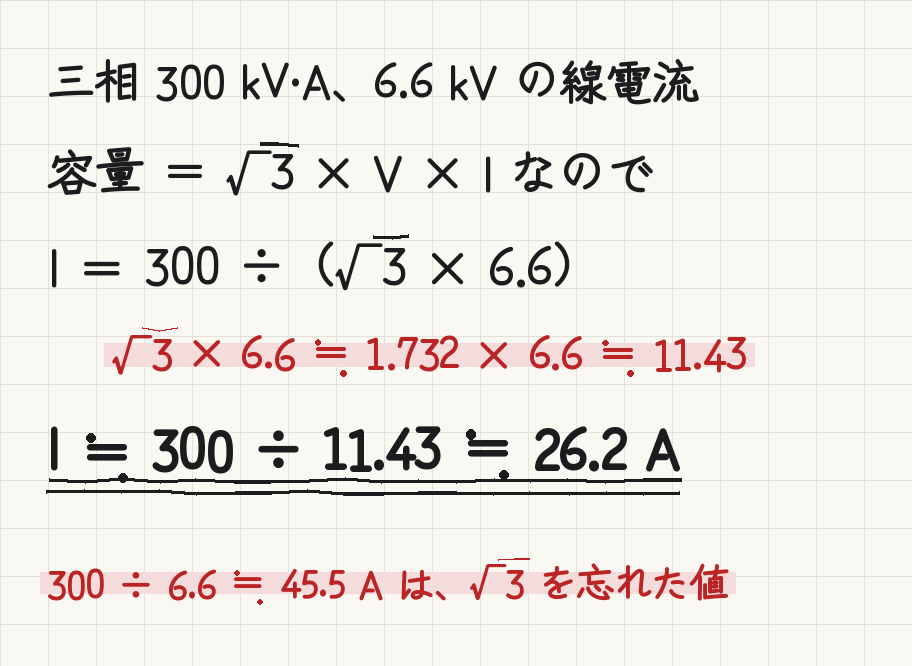 三相 300 kV·A、6.6 kV の線電流
容量 = √3 × V × I なので
I = 300 ÷ (√3 × 6.6)
√3 × 6.6 ≒ 1.732 × 6.6 ≒ 11.43
I ≒ 300 ÷ 11.43 ≒ 26.2 A
300 ÷ 6.6 ≒ 45.5 A は、√3 を忘れた値